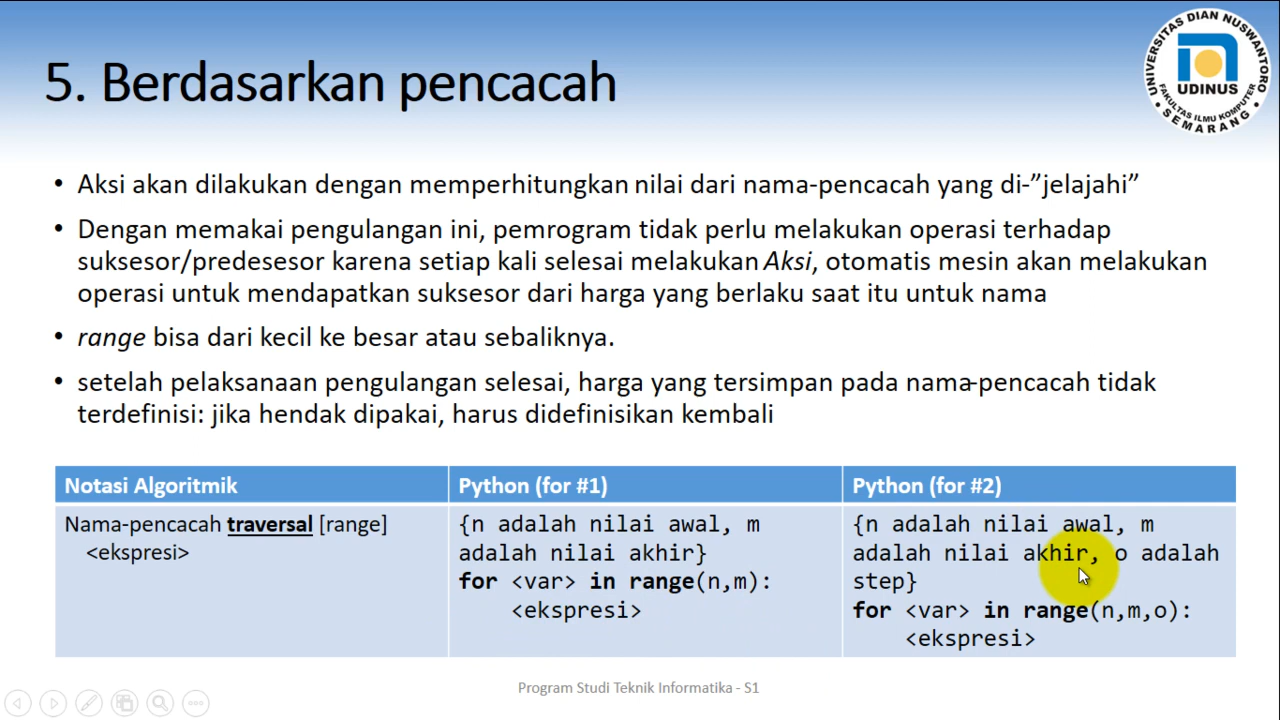 5. Berdasarkan pencacah
UNIVERSITAS DIAN NUSWANTORO
UDINUS
FAKULTAS ILMU KOMPUTER
• SEMARANG •
• Aksi akan dilakukan dengan memperhitungkan nilai dari nama-pencacah yang di-”jelajahi”
• Dengan memakai pengulangan ini, pemrogram tidak perlu melakukan operasi terhadap
suksesor/predesesor karena setiap kali selesai melakukan Aksi, otomatis mesin akan melakukan
operasi untuk mendapatkan suksesor dari harga yang berlaku saat itu untuk nama
• range bisa dari kecil ke besar atau sebaliknya.
• setelah pelaksanaan pengulangan selesai, harga yang tersimpan pada nama-pencacah tidak
terdefinisi: jika hendak dipakai, harus didefinisikan kembali
Notasi Algoritmik
Nama-pencacah traversal [range]
<ekspresi>
Python (for #1)
{n adalah nilai awal, m
adalah nilai akhir}
for <var> in range(n,m):
<ekspresi>
Python (for #2)
{n adalah nilai awal, m
adalah nilai akhir, o adalah
step}
for <var> in range(n,m,o):
<ekspresi>
Program Studi Teknik Informatika - S1